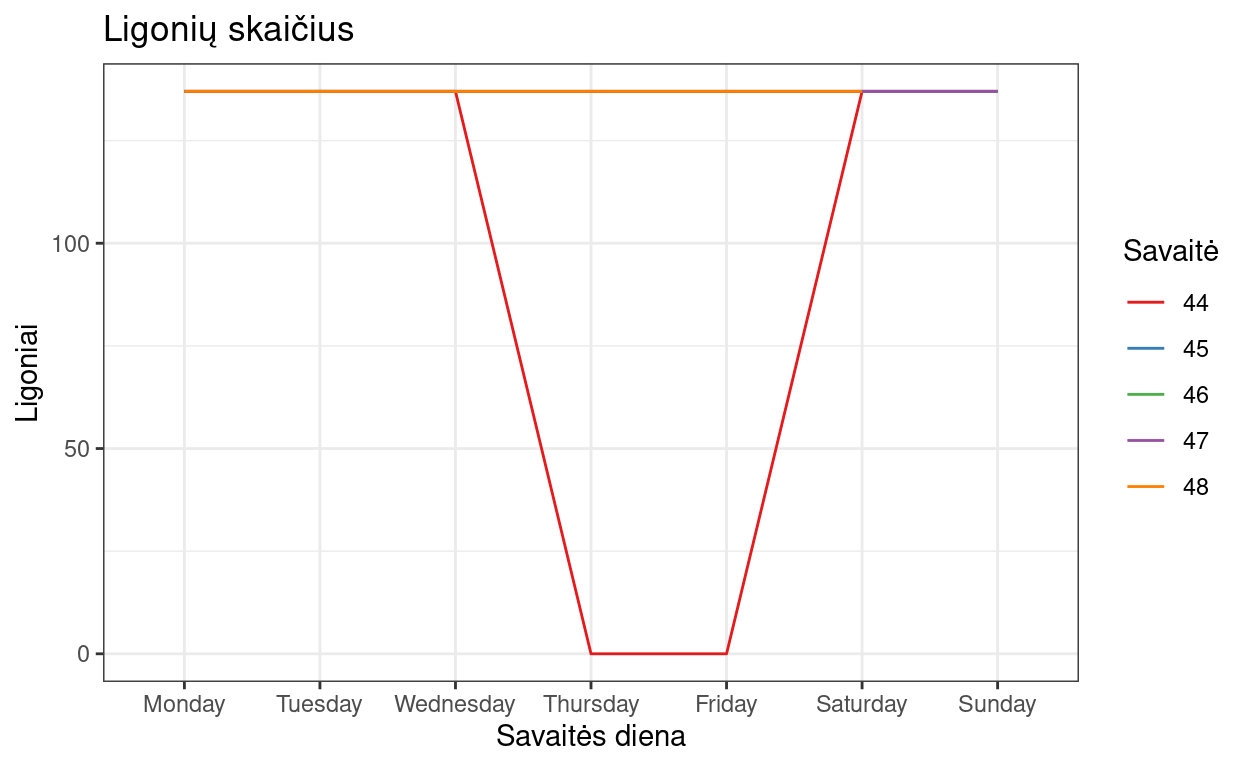 Ligonių skaičius
Ligoniai
100
50
0
Monday Tuesday Wednesday Thursday Friday Saturday Sunday
Savaitės diena
Savaitė
44
45
46
47
48